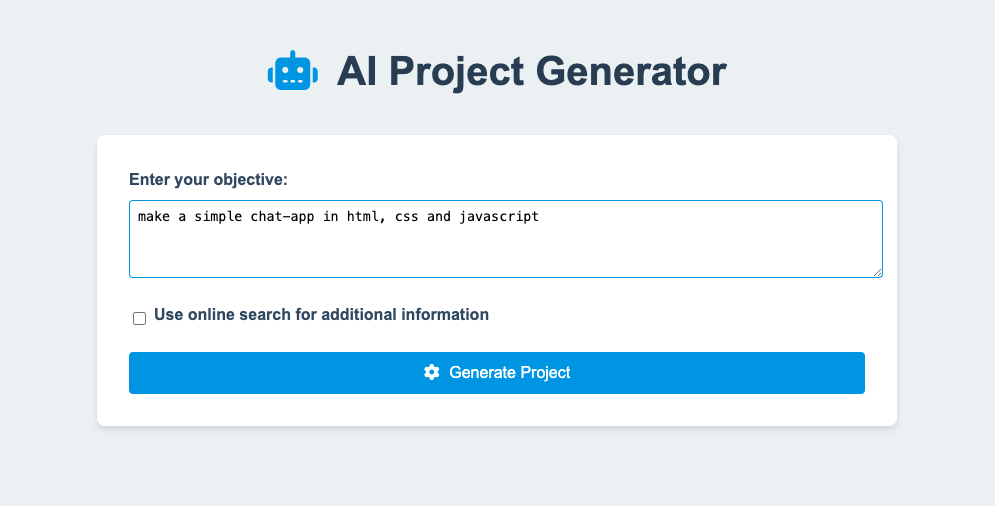 AI Project Generator
Enter your objective:
make a simple chat-app in html, css and javascript
Use online search for additional information
Generate Project